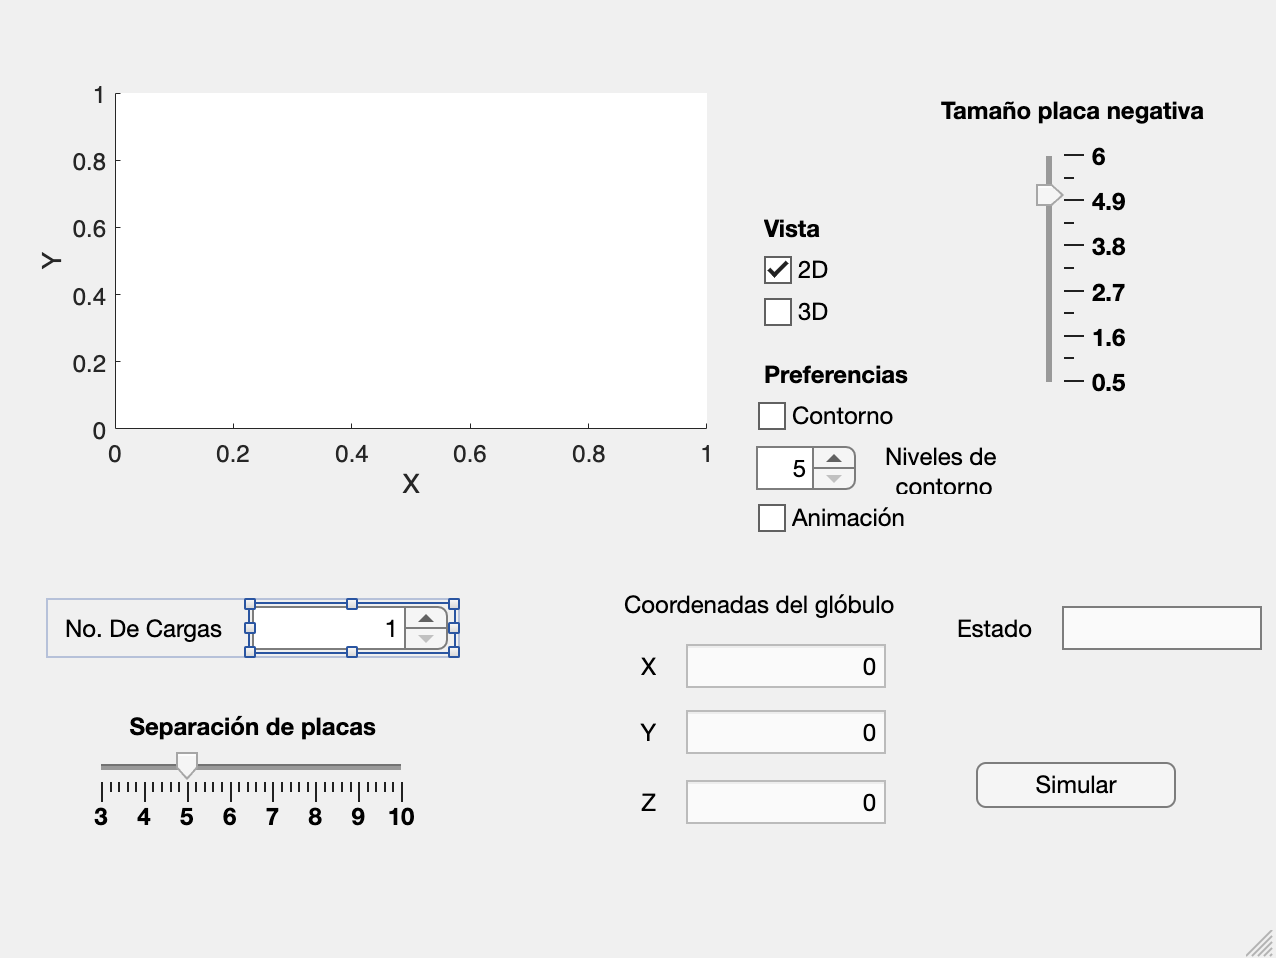 1
0.8
0.6
0.4
0.2
0
Y
0
0.2
0.4
0.6
0.8
1
X
Vista
2D
3D
Preferencias
Contorno
5
Niveles de
contorno
Animación
Tamaño placa negativa
6
4.9
3.8
2.7
1.6
0.5
No. De Cargas
1
Separación de placas
3 4 5 6 7 8 9 10
Coordenadas del glóbulo
X 0
Y 0
Z 0
Estado
Simular